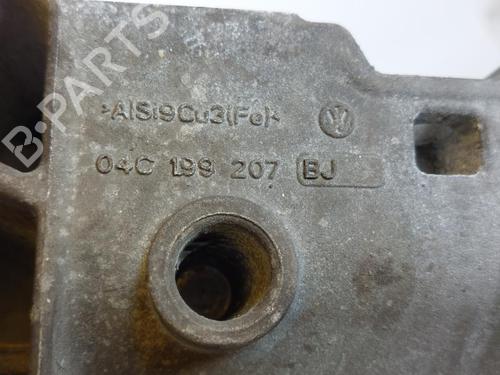 B-PARTS
>AlSi9Cu3(Fe)<
04C 199 207 BJ